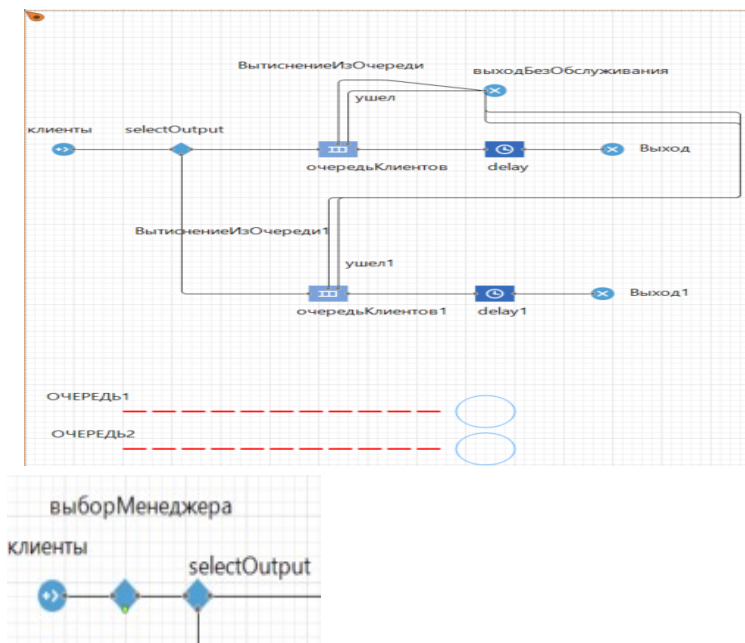 ВытиснениеИзОчереди
выходБезОбслуживания
ушел
клиенты
selectOutput
очередьКлиентов
delay
Выход
ВытиснениеИзОчереди1
ушел1
очередьКлиентов1
delay1
Выход1
ОЧЕРЕДЬ1
ОЧЕРЕДЬ2
выборМенеджера
клиенты
selectOutput